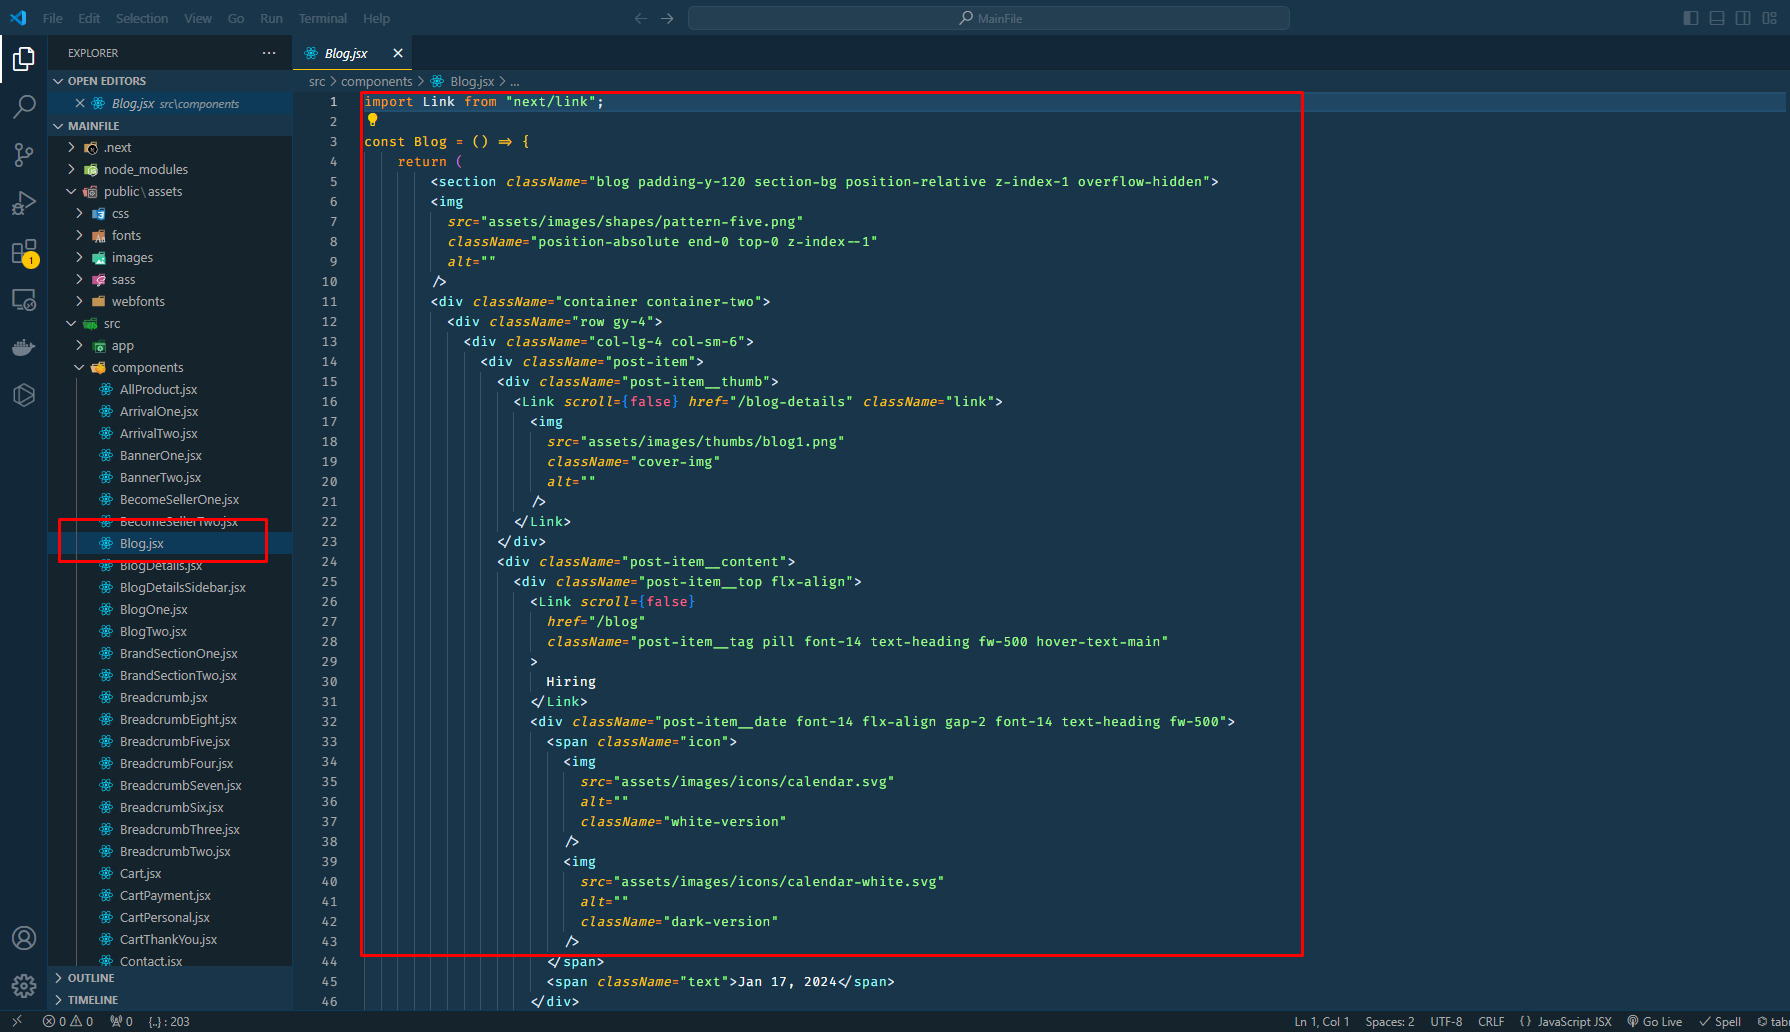 File Edit Selection View Go Run Terminal Help
MainFile
EXPLORER
OPEN EDITORS
Blog.jsx src\components
MAINFILE
.next
node_modules
public\assets
css
fonts
images
sass
webfonts
src
app
components
AllProduct.jsx
ArrivalOne.jsx
ArrivalTwo.jsx
BannerOne.jsx
BannerTwo.jsx
BecomeSellerOne.jsx
BecomeSellerTwo.jsx
Blog.jsx
BlogDetails.jsx
BlogDetailsSidebar.jsx
BlogOne.jsx
BlogTwo.jsx
BrandSectionOne.jsx
BrandSectionTwo.jsx
Breadcrumb.jsx
BreadcrumbEight.jsx
BreadcrumbFive.jsx
BreadcrumbFour.jsx
BreadcrumbSeven.jsx
BreadcrumbSix.jsx
BreadcrumbThree.jsx
BreadcrumbTwo.jsx
Cart.jsx
CartPayment.jsx
CartPersonal.jsx
CartThankYou.jsx
Contact.jsx
OUTLINE
TIMELINE
1
Blog.jsx
src > components > Blog.jsx > ...
1 import Link from "next/link";
2
3 const Blog = () => {
4 return (
5 <section className="blog padding-y-120 section-bg position-relative z-index-1 overflow-hidden">
6 <img
7 src="assets/images/shapes/pattern-five.png"
8 className="position-absolute end-0 top-0 z-index--1"
9 alt=""
10 />
11 <div className="container container-two">
12 <div className="row gy-4">
13 <div className="col-lg-4 col-sm-6">
14 <div className="post-item">
15 <div className="post-item__thumb">
16 <Link scroll={false} href="/blog-details" className="link">
17 <img
18 src="assets/images/thumbs/blog1.png"
19 className="cover-img"
20 alt=""
21 />
22 </Link>
23 </div>
24 <div className="post-item__content">
25 <div className="post-item__top flx-align">
26 <Link scroll={false}
27 href="/blog"
28 className="post-item__tag pill font-14 text-heading fw-500 hover-text-main"
29 >
30 Hiring
31 </Link>
32 <div className="post-item__date font-14 flx-align gap-2 font-14 text-heading fw-500">
33 <span className="icon">
34 <img
35 src="assets/images/icons/calendar.svg"
36 alt=""
37 className="white-version"
38 />
39 <img
40 src="assets/images/icons/calendar-white.svg"
41 alt=""
42 className="dark-version"
43 />
44 </span>
45 <span className="text">Jan 17, 2024</span>
46 </div>
0 0 0 {..} : 203
Ln 1, Col 1 Spaces: 2 UTF-8 CRLF {} JavaScript JSX Go Live Spell